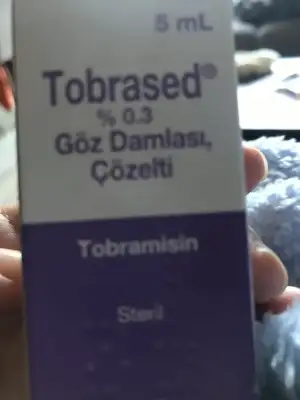 5 mL
Tobrased®
% 0.3
Göz Damlası,
Çözelti
Tobramisin
Steril